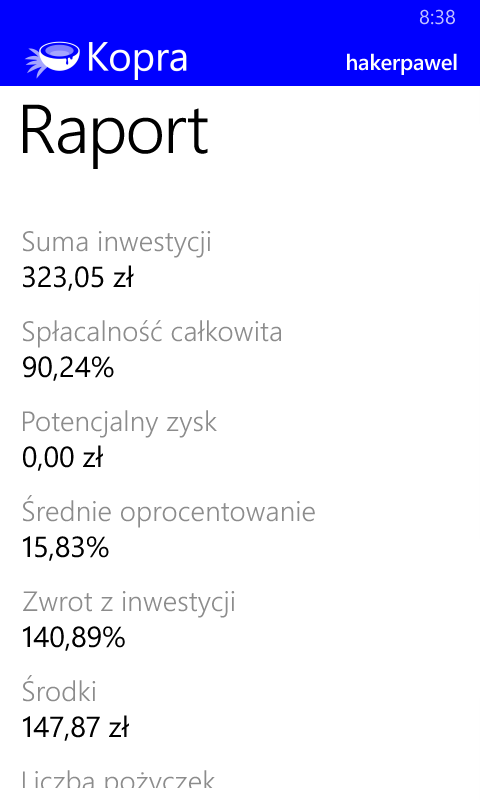 8:38
Kopra
hakerpawel
Raport
Suma inwestycji
323,05 zł
Spłacalność całkowita
90,24%
Potencjalny zysk
0,00 zł
Średnie oprocentowanie
15,83%
Zwrot z inwestycji
140,89%
Środki
147,87 zł
Liczba pożyczek